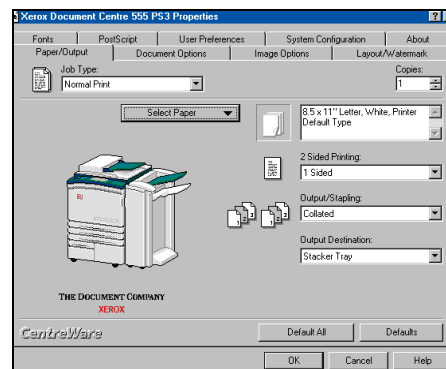 Xerox Document Centre 555 PS3 Properties
Fonts PostScript User Preferences System Configuration About
Paper/Output Document Options Image Options Layout/Watermark
Job Type:
Normal Print
Copies:
1
Select Paper
8.5 x 11" Letter, White, Printer
Default Type
2 Sided Printing:
1 Sided
Output/Stapling:
Collated
Output Destination:
Stacker Tray
THE DOCUMENT COMPANY
XEROX
CentreWare
Default All Defaults
OK Cancel Help